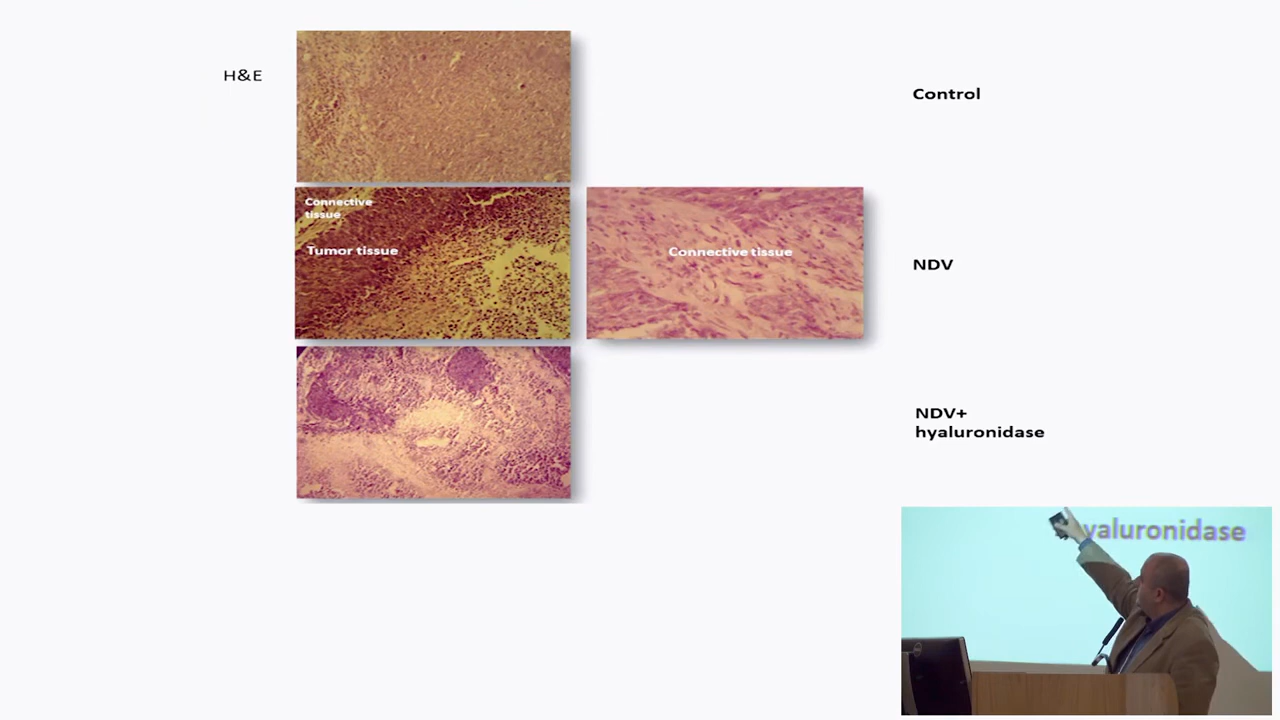 H&E
Control
Connective
tissue
Tumor tissue
Connective tissue
NDV
NDV+
hyaluronidase
yaluronidase